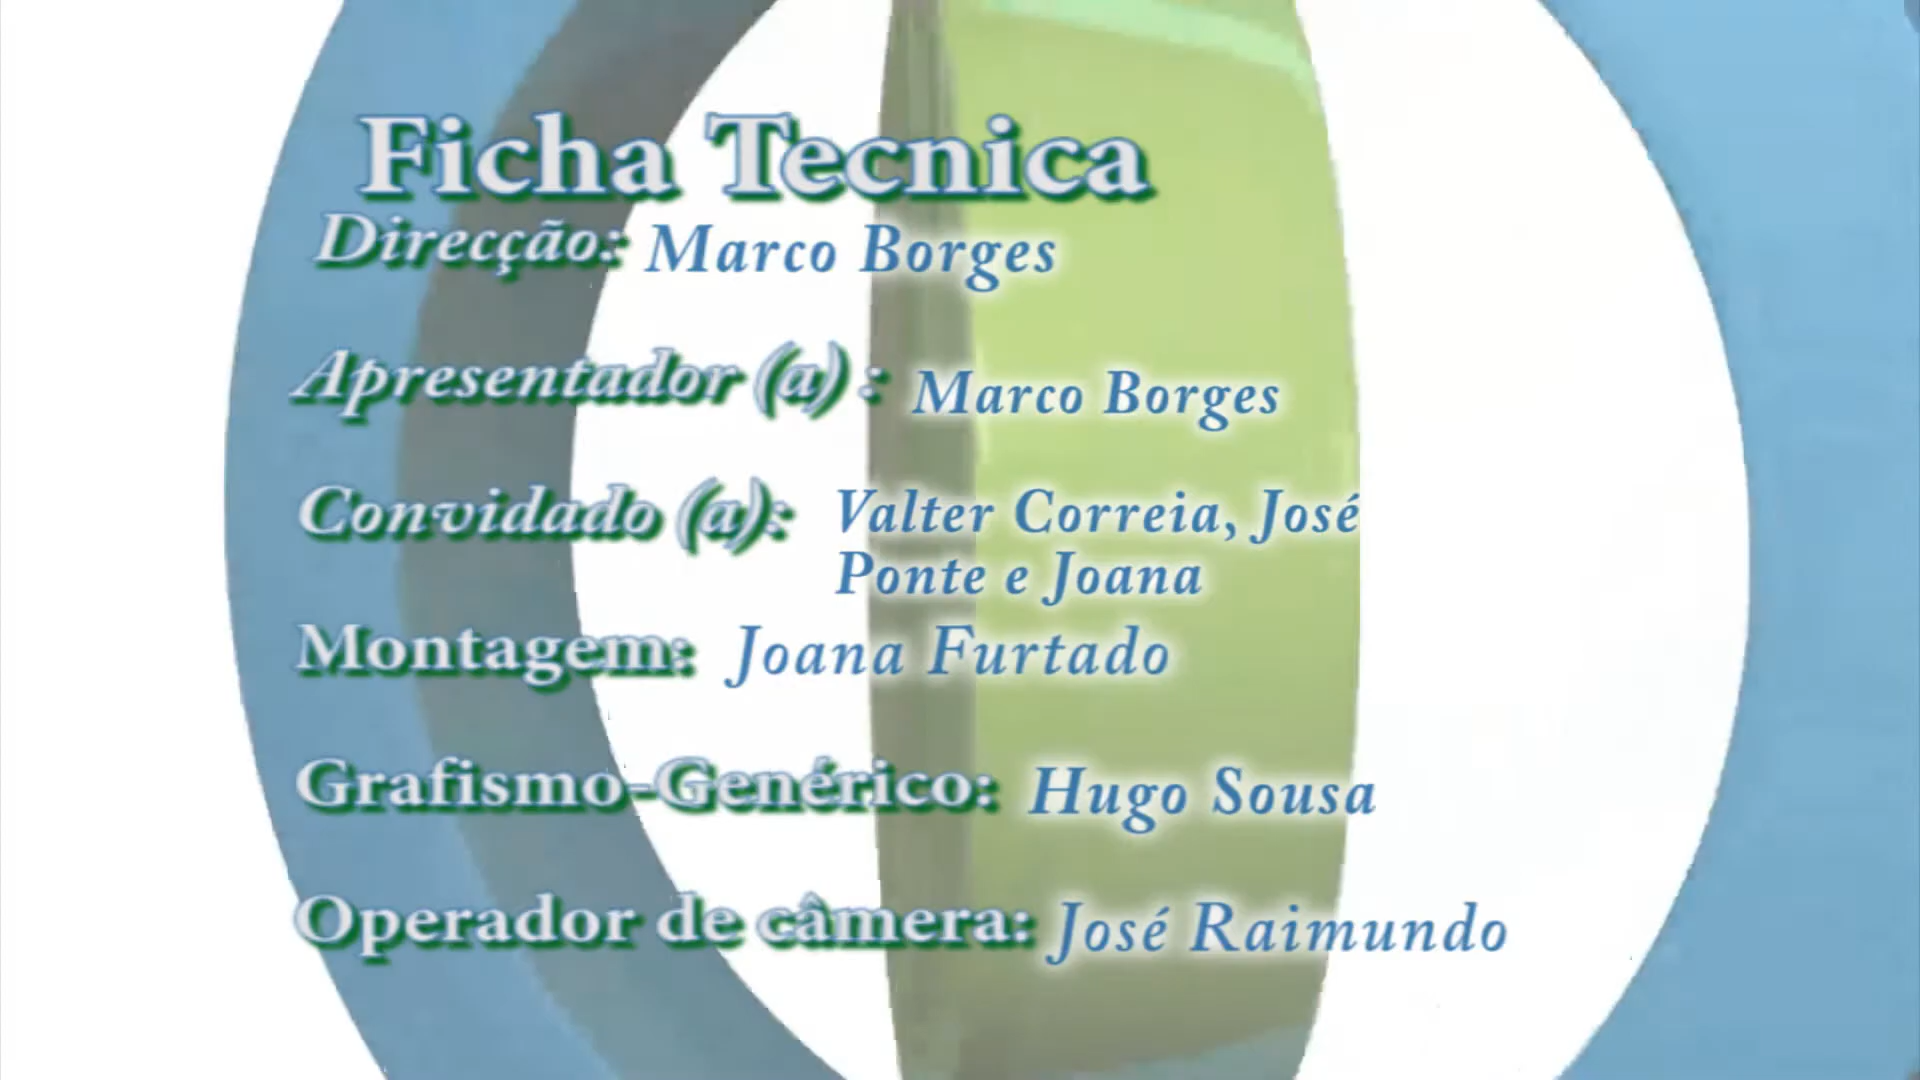 Ficha Tecnica
Direcção: Marco Borges
Apresentador (a) : Marco Borges
Convidado (a): Valter Correia, José
Ponte e Joana
Montagem: Joana Furtado
Grafismo-Genérico: Hugo Sousa
Operador de câmera: José Raimundo